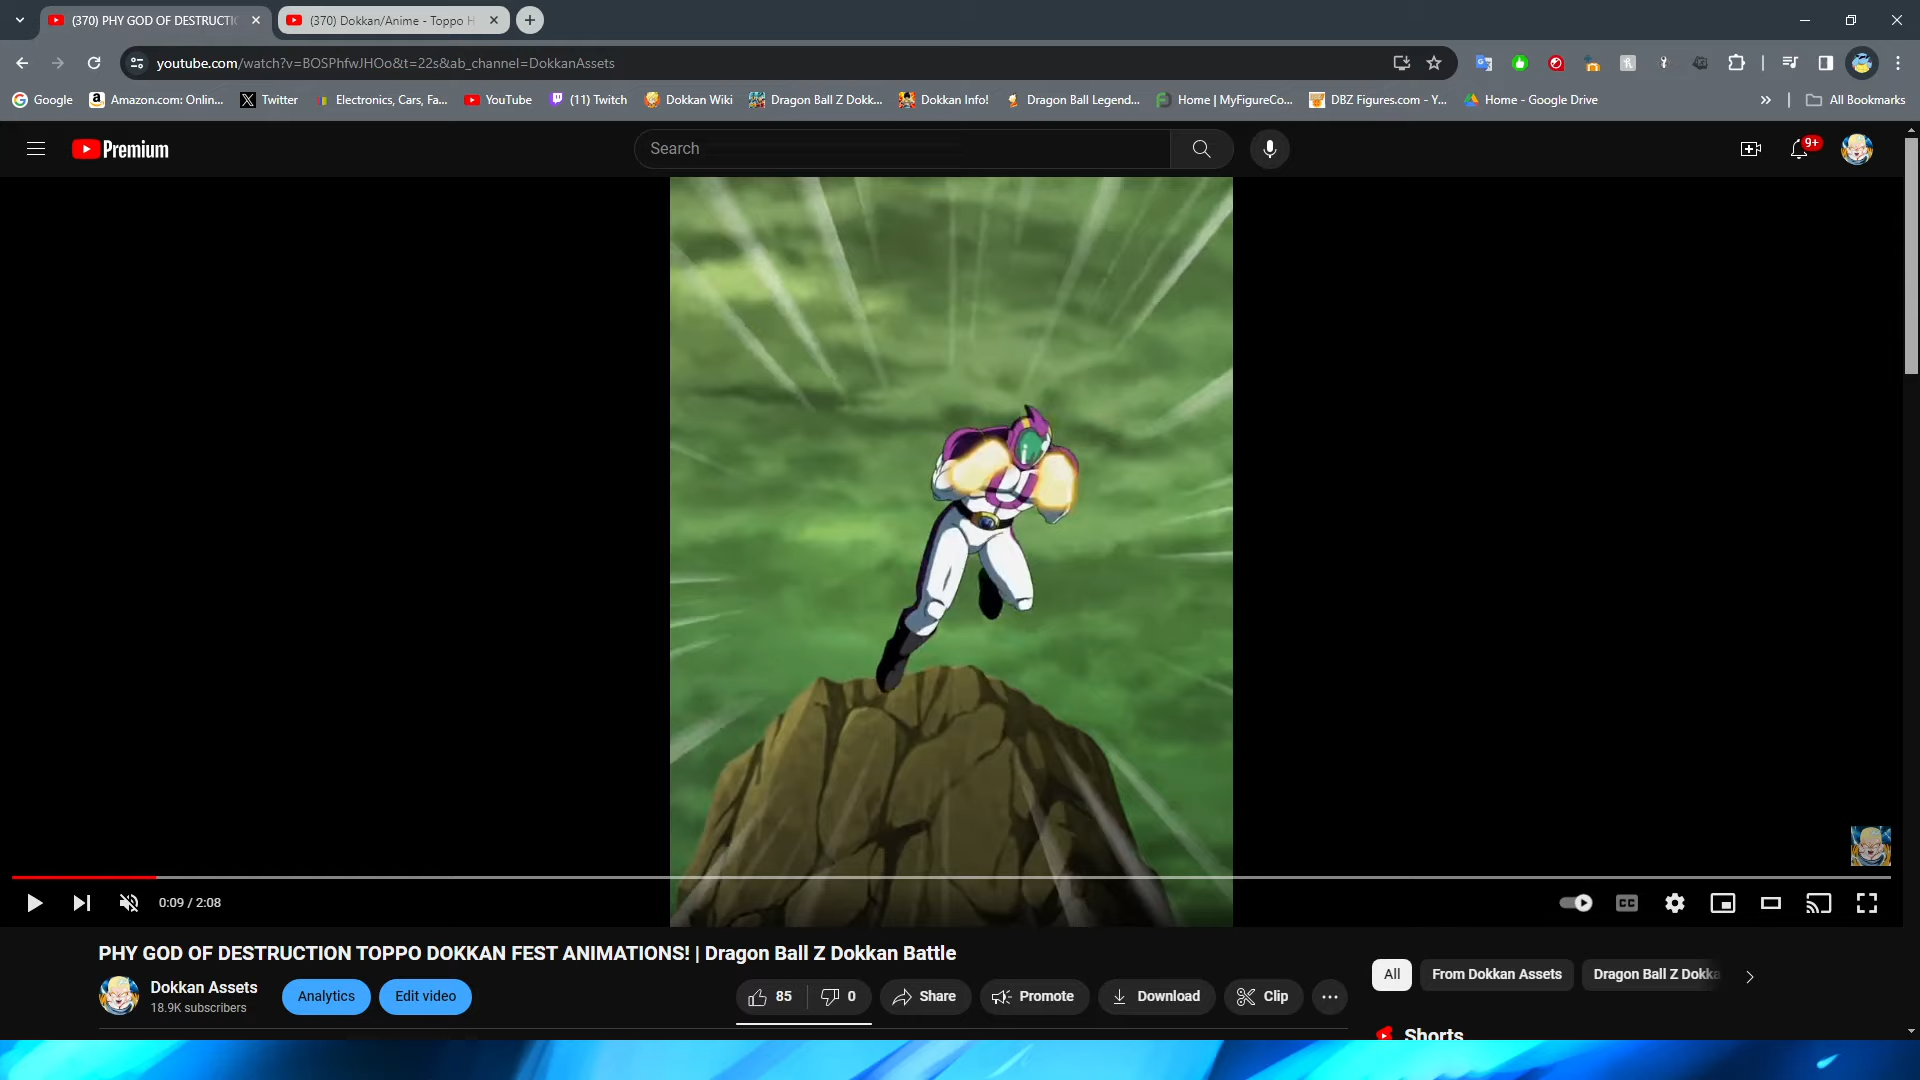 (370) PHY GOD OF DESTRUCTIO
(370) Dokkan/Anime - Toppo H
youtube.com/watch?v=BOSPhfwJHOo&t=22s&ab_channel=DokkanAssets
Google
Amazon.com: Onlin...
Twitter
Electronics, Cars, Fa...
YouTube
(11) Twitch
Dokkan Wiki
Dragon Ball Z Dokk...
Dokkan Info!
Dragon Ball Legend...
Home | MyFigureCo...
DBZ Figures.com - Y...
Home - Google Drive
All Bookmarks
Premium
Search
9+
0:09 / 2:08
CC
PHY GOD OF DESTRUCTION TOPPO DOKKAN FEST ANIMATIONS! | Dragon Ball Z Dokkan Battle
Dokkan Assets
18.9K subscribers
Analytics
Edit video
85
0
Share
Promote
Download
Clip
All
From Dokkan Assets
Dragon Ball Z Dokka
Shorts